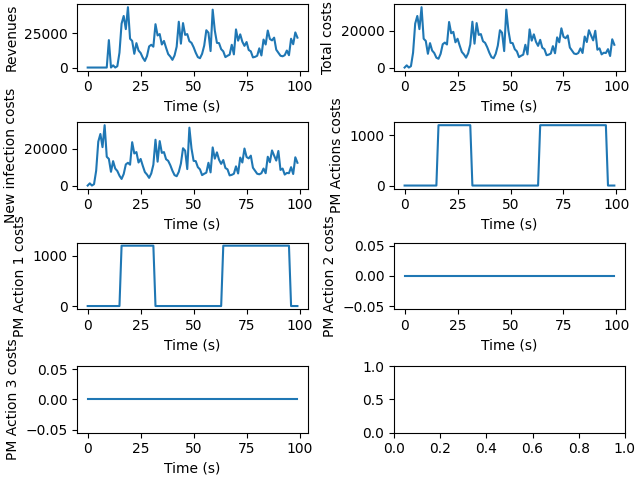 Revenues
25000
0
0 25 50 75 100
Time (s)
Total costs
20000
0
0 25 50 75 100
Time (s)
New infection costs
20000
0
0 25 50 75 100
Time (s)
PM Actions costs
1000
0
0 25 50 75 100
Time (s)
PM Action 1 costs
1000
0
0 25 50 75 100
Time (s)
PM Action 2 costs
0.05
0.00
−0.05
0 25 50 75 100
Time (s)
PM Action 3 costs
0.05
0.00
−0.05
0 25 50 75 100
Time (s)
1.0
0.5
0.0
0.0 0.2 0.4 0.6 0.8 1.0